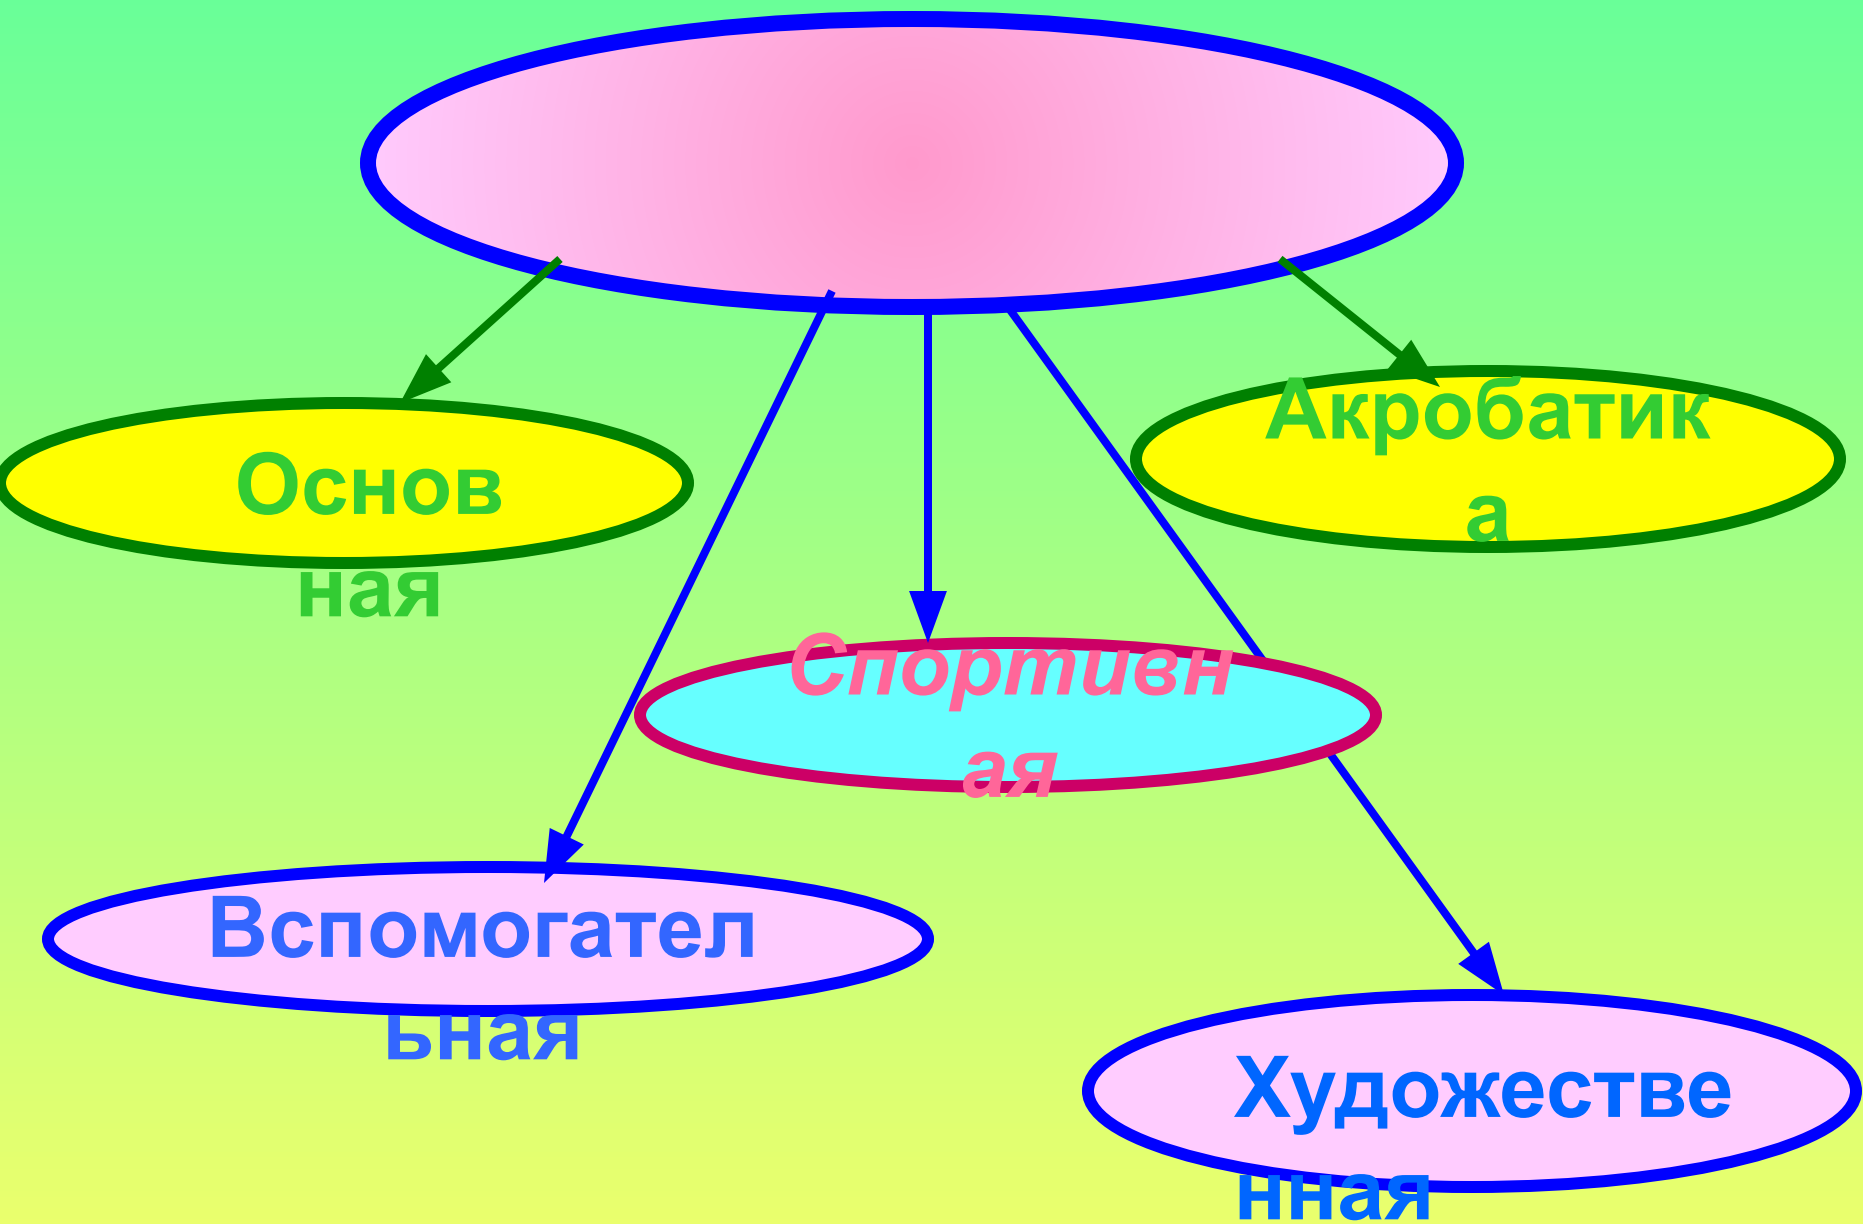 Основ
ная
Акробатик
а
Спортивн
ая
Вспомогател
ьная
Художестве
нная